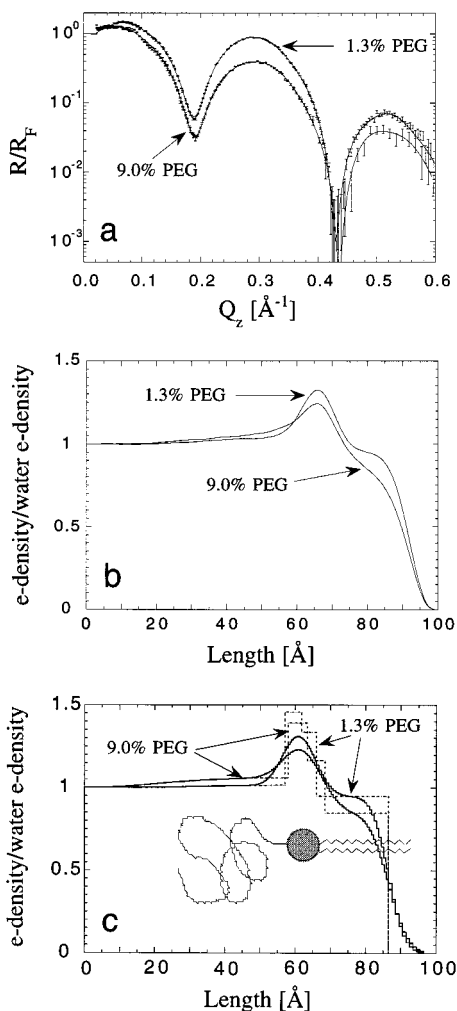 10^0
10^-1
10^-2
10^-3
R/R_F
1.3% PEG
9.0% PEG
a
0.0 0.1 0.2 0.3 0.4 0.5 0.6
Q_z [Å^-1]
1.5
1
0.5
0
e-density/water e-density
1.3% PEG
9.0% PEG
b
0 20 40 60 80 100
Length [Å]
1.5
1
0.5
0
e-density/water e-density
9.0% PEG
1.3% PEG
c
0 20 40 60 80 100
Length [Å]